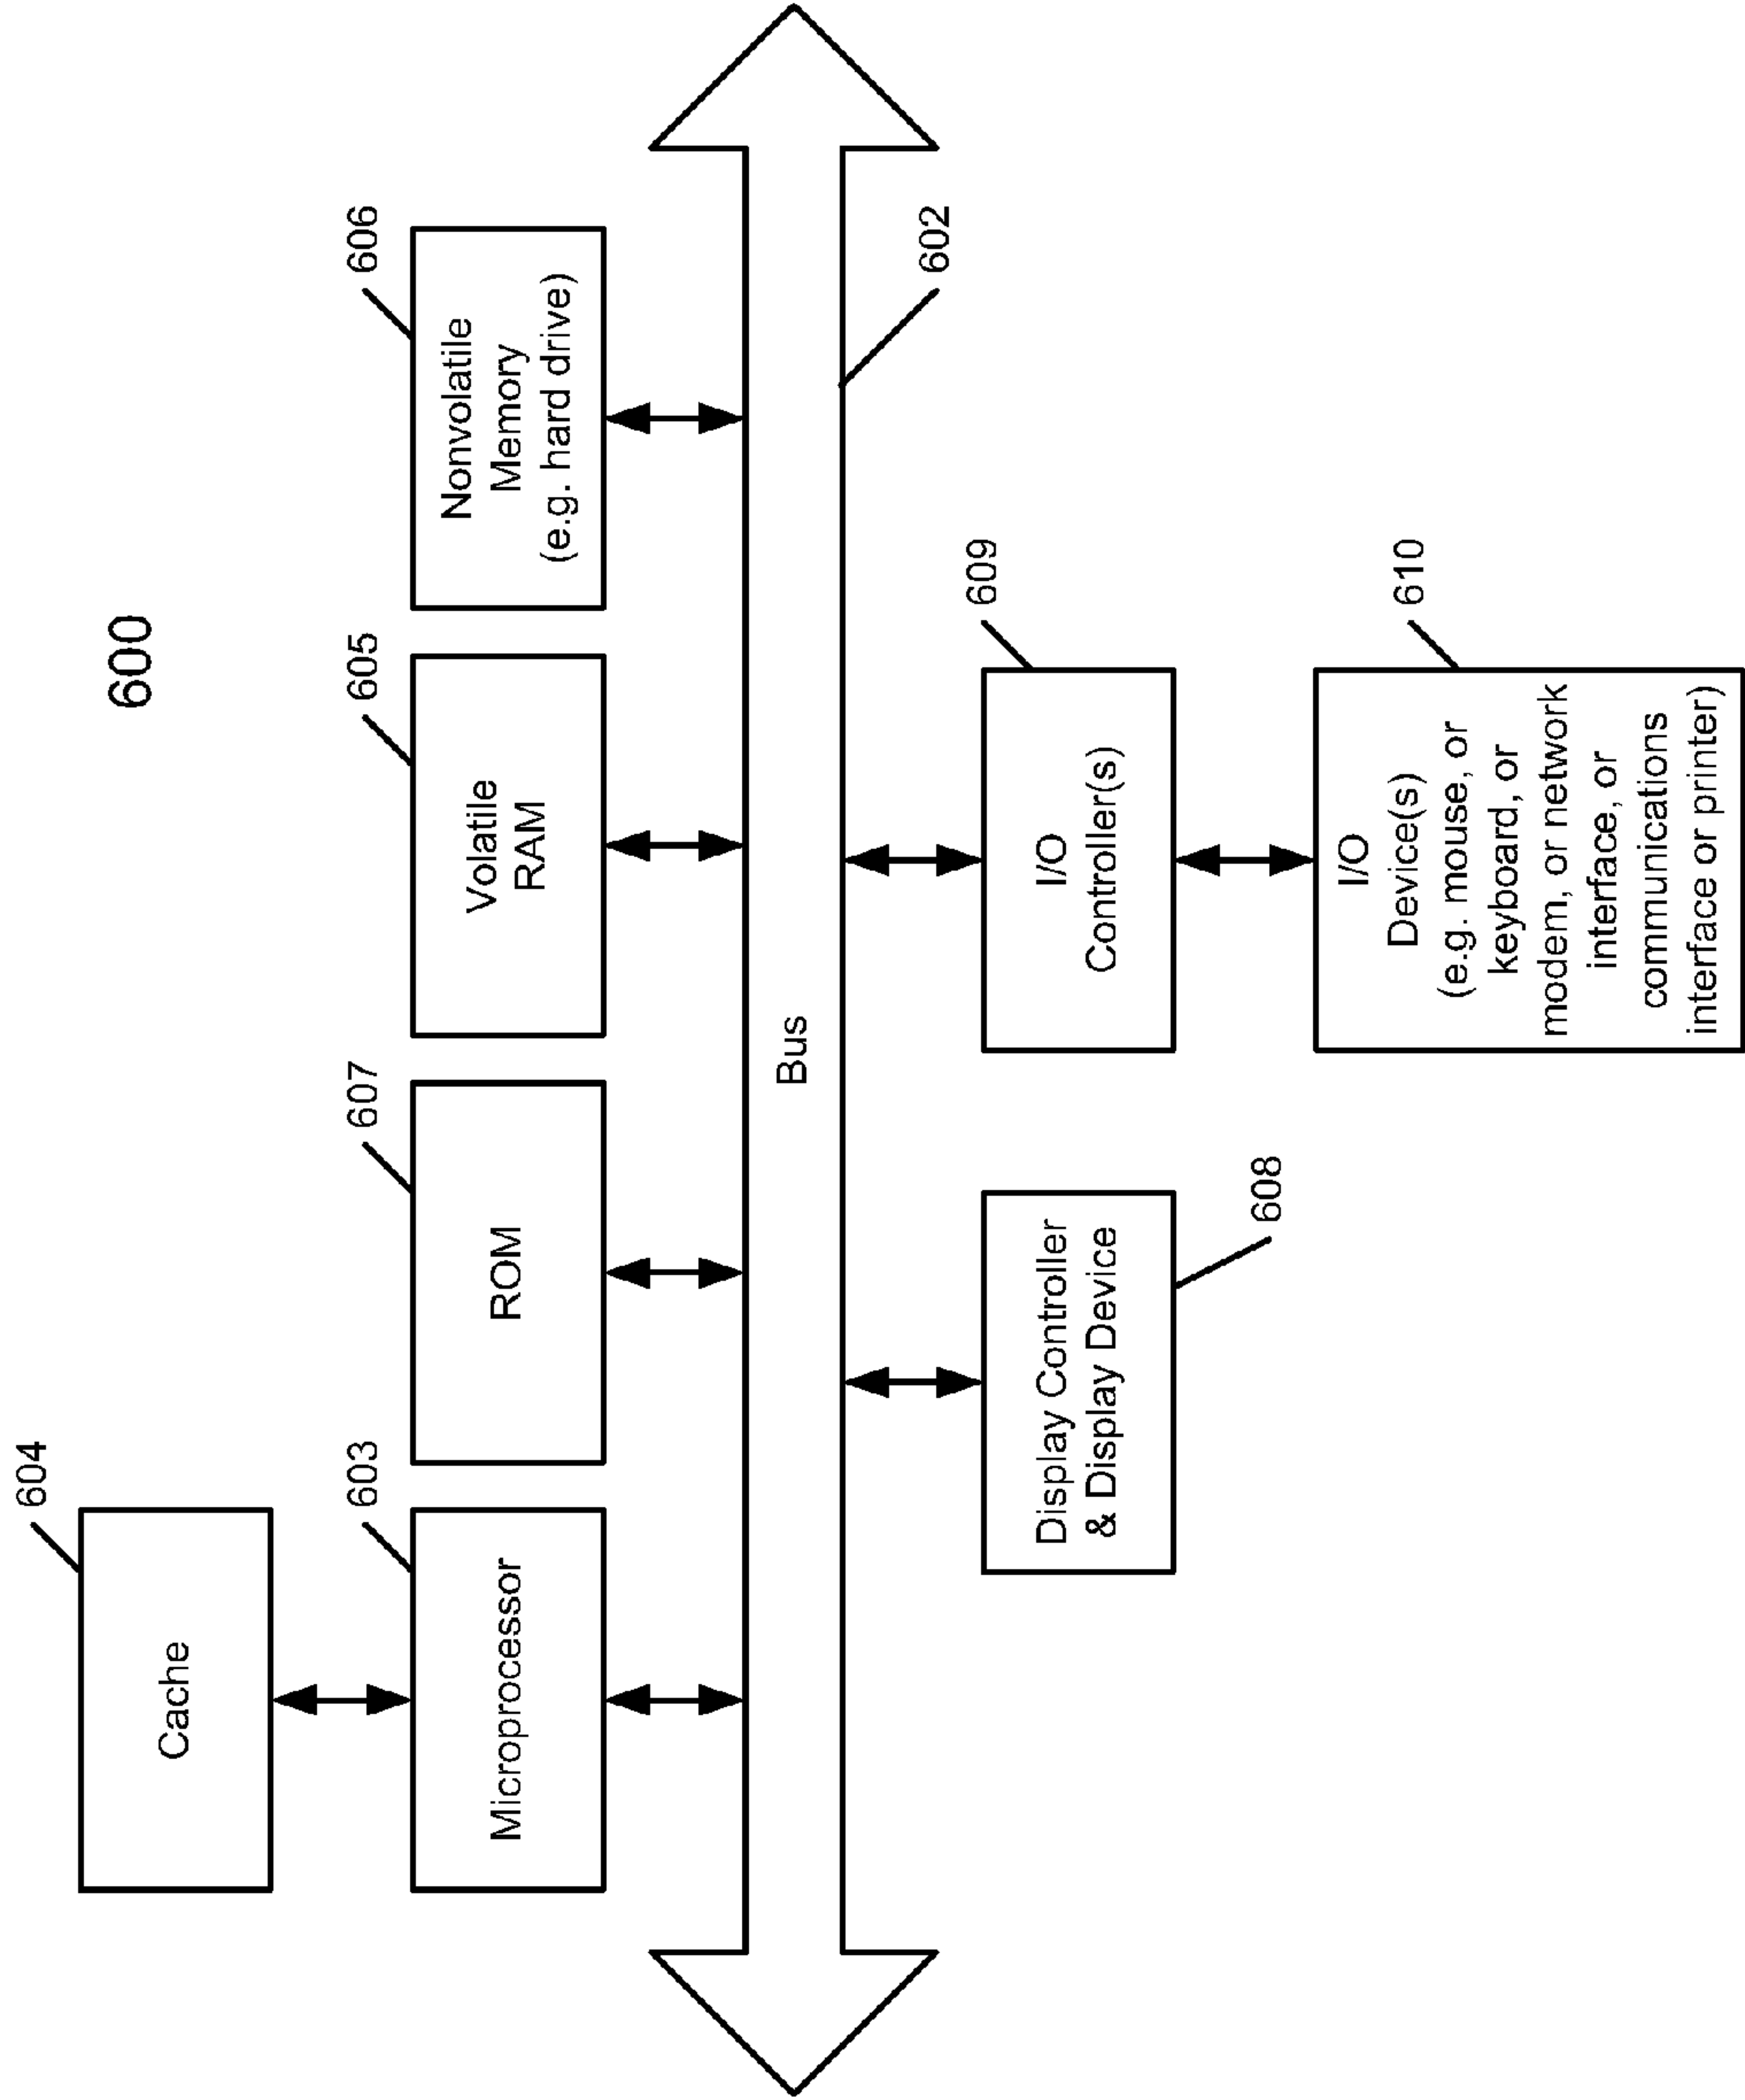 600
604
Cache
603
Microprocessor
607
ROM
605
Volatile
RAM
606
Nonvolatile
Memory
(e.g. hard drive)
Bus
602
608
Display Controller
& Display Device
609
I/O
Controller(s)
610
I/O
Device(s)
(e.g. mouse, or
keyboard, or
modem, or network
interface, or
communications
interface or printer)